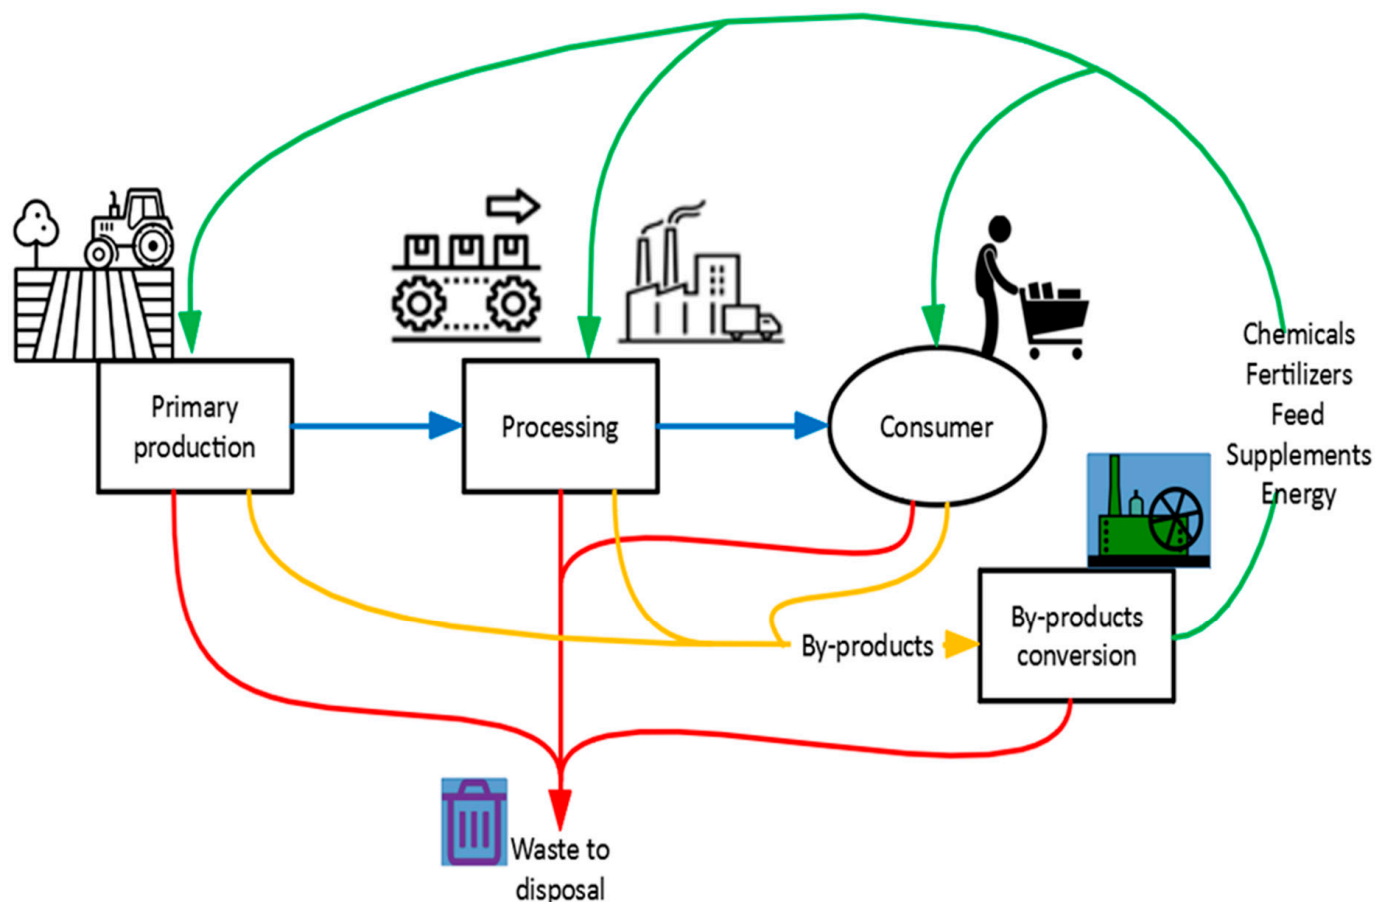 Primary
production
Processing
Consumer
Chemicals
Fertilizers
Feed
Supplements
Energy
By-products
By-products
conversion
Waste to
disposal